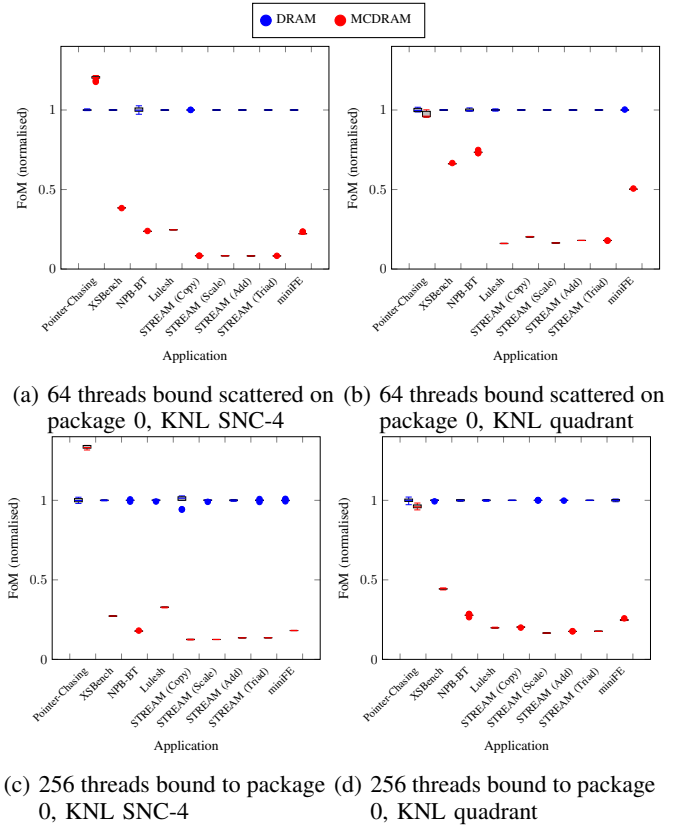 DRAM MCDRAM
FoM (normalised)
1
0.5
0
Pointer-Chasing
XSBench
NPB-BT
Lulesh
STREAM (Copy)
STREAM (Scale)
STREAM (Add)
STREAM (Triad)
miniFE
Application
(a) 64 threads bound scattered on
package 0, KNL SNC-4
FoM (normalised)
1
0.5
0
Pointer-Chasing
XSBench
NPB-BT
Lulesh
STREAM (Copy)
STREAM (Scale)
STREAM (Add)
STREAM (Triad)
miniFE
Application
(b) 64 threads bound scattered on
package 0, KNL quadrant
FoM (normalised)
1
0.5
0
Pointer-Chasing
XSBench
NPB-BT
Lulesh
STREAM (Copy)
STREAM (Scale)
STREAM (Add)
STREAM (Triad)
miniFE
Application
(c) 256 threads bound to package
0, KNL SNC-4
FoM (normalised)
1
0.5
0
Pointer-Chasing
XSBench
NPB-BT
Lulesh
STREAM (Copy)
STREAM (Scale)
STREAM (Add)
STREAM (Triad)
miniFE
Application
(d) 256 threads bound to package
0, KNL quadrant